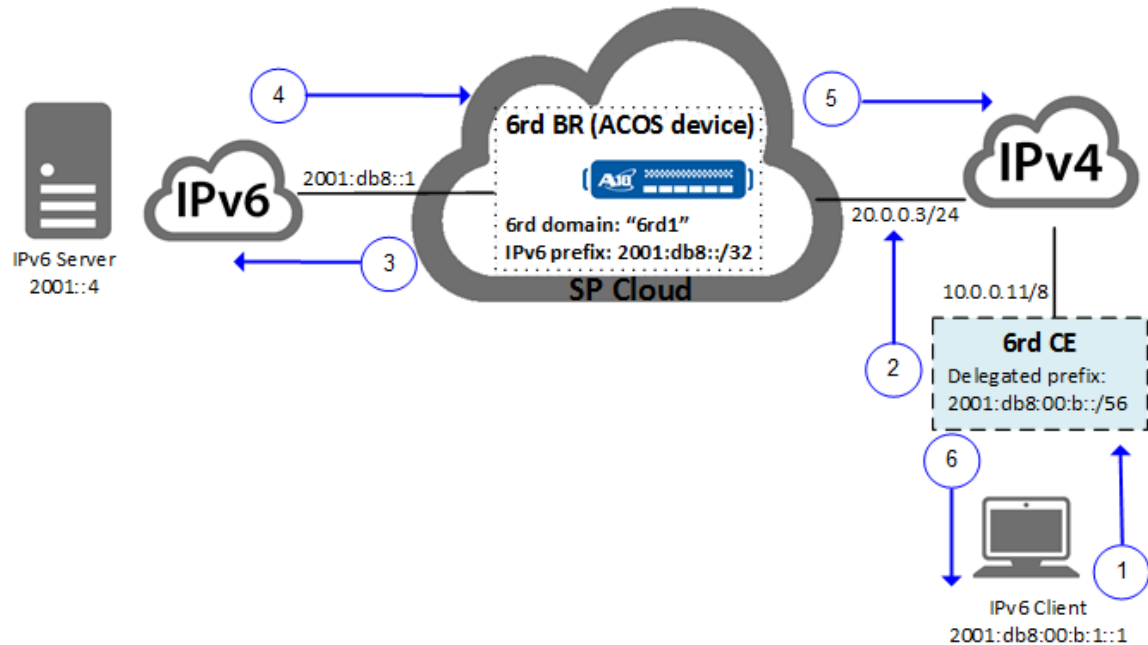 4
5
6rd BR (ACOS device)
A10
IPv6
2001:db8::1
IPv4
6rd domain: “6rd1”
IPv6 prefix: 2001:db8::/32
20.0.0.3/24
IPv6 Server
2001::4
3
SP Cloud
10.0.0.11/8
2
6rd CE
Delegated prefix:
2001:db8:00:b::/56
6
1
IPv6 Client
2001:db8:00:b:1::1